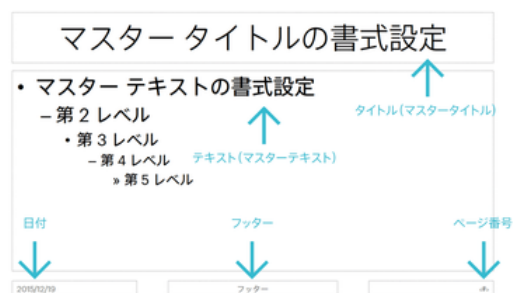 マスター タイトルの書式設定
• マスター テキストの書式設定
タイトル(マスタータイトル)
– 第2レベル
• 第3レベル
– 第4レベル
テキスト(マスターテキスト)
» 第5レベル
日付
フッター
ページ番号
2015/12/19
フッター